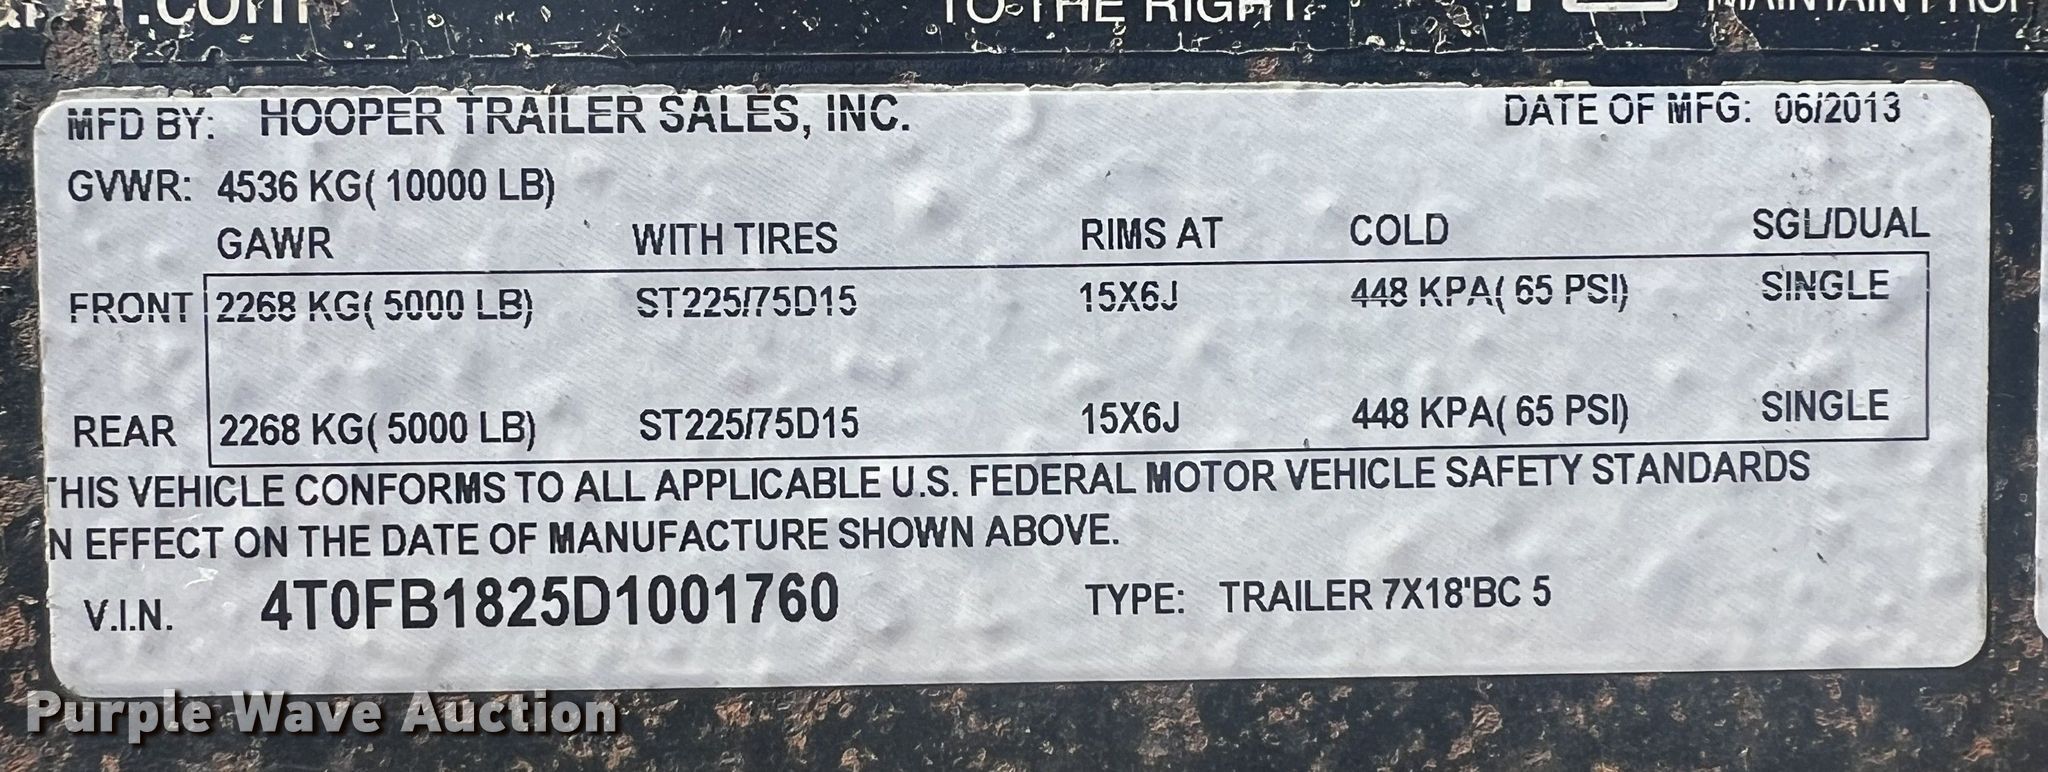 .com
TO THE RIGHT.
MFD BY: HOOPER TRAILER SALES, INC. DATE OF MFG: 06/2013
GVWR: 4536 KG( 10000 LB)
GAWR WITH TIRES RIMS AT COLD SGL/DUAL
FRONT 2268 KG( 5000 LB) ST225/75D15 15X6J 448 KPA( 65 PSI) SINGLE
REAR 2268 KG( 5000 LB) ST225/75D15 15X6J 448 KPA( 65 PSI) SINGLE
THIS VEHICLE CONFORMS TO ALL APPLICABLE U.S. FEDERAL MOTOR VEHICLE SAFETY STANDARDS
N EFFECT ON THE DATE OF MANUFACTURE SHOWN ABOVE.
V.I.N. 4T0FB1825D1001760 TYPE: TRAILER 7X18'BC 5
Purple Wave Auction